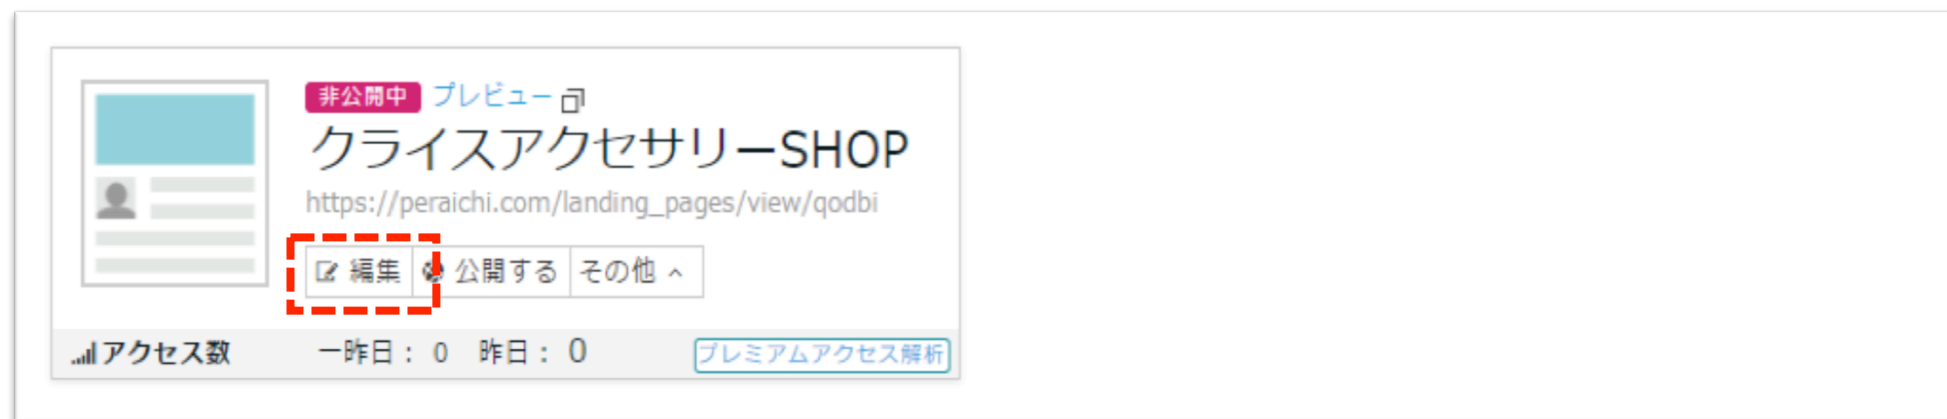 非公開中 プレビュー
クライスアクセサリーSHOP
https://peraichi.com/landing_pages/view/qodbi
編集 公開する その他
アクセス数 一昨日： 0 昨日： 0 プレミアムアクセス解析